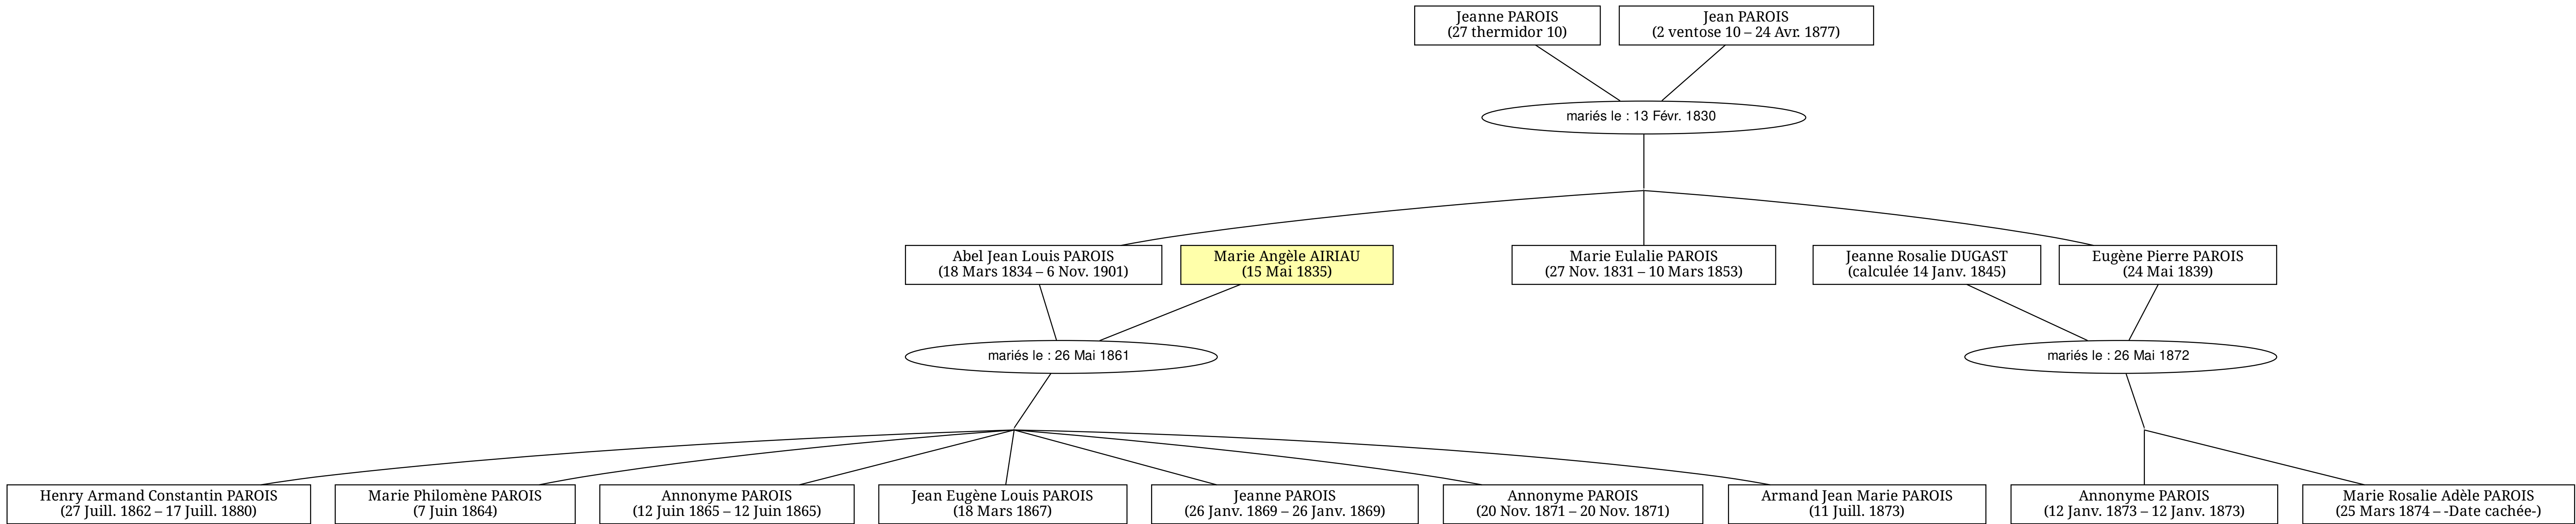 Jeanne PAROIS
(27 thermidor 10)
Jean PAROIS
(2 ventose 10 – 24 Avr. 1877)
mariés le : 13 Févr. 1830
Abel Jean Louis PAROIS
(18 Mars 1834 – 6 Nov. 1901)
Marie Angèle AIRIAU
(15 Mai 1835)
Marie Eulalie PAROIS
(27 Nov. 1831 – 10 Mars 1853)
Jeanne Rosalie DUGAST
(calculée 14 Janv. 1845)
Eugène Pierre PAROIS
(24 Mai 1839)
mariés le : 26 Mai 1861
mariés le : 26 Mai 1872
Henry Armand Constantin PAROIS
(27 Juill. 1862 – 17 Juill. 1880)
Marie Philomène PAROIS
(7 Juin 1864)
Annonyme PAROIS
(12 Juin 1865 – 12 Juin 1865)
Jean Eugène Louis PAROIS
(18 Mars 1867)
Jeanne PAROIS
(26 Janv. 1869 – 26 Janv. 1869)
Annonyme PAROIS
(20 Nov. 1871 – 20 Nov. 1871)
Armand Jean Marie PAROIS
(11 Juill. 1873)
Annonyme PAROIS
(12 Janv. 1873 – 12 Janv. 1873)
Marie Rosalie Adèle PAROIS
(25 Mars 1874 – -Date cachée-)